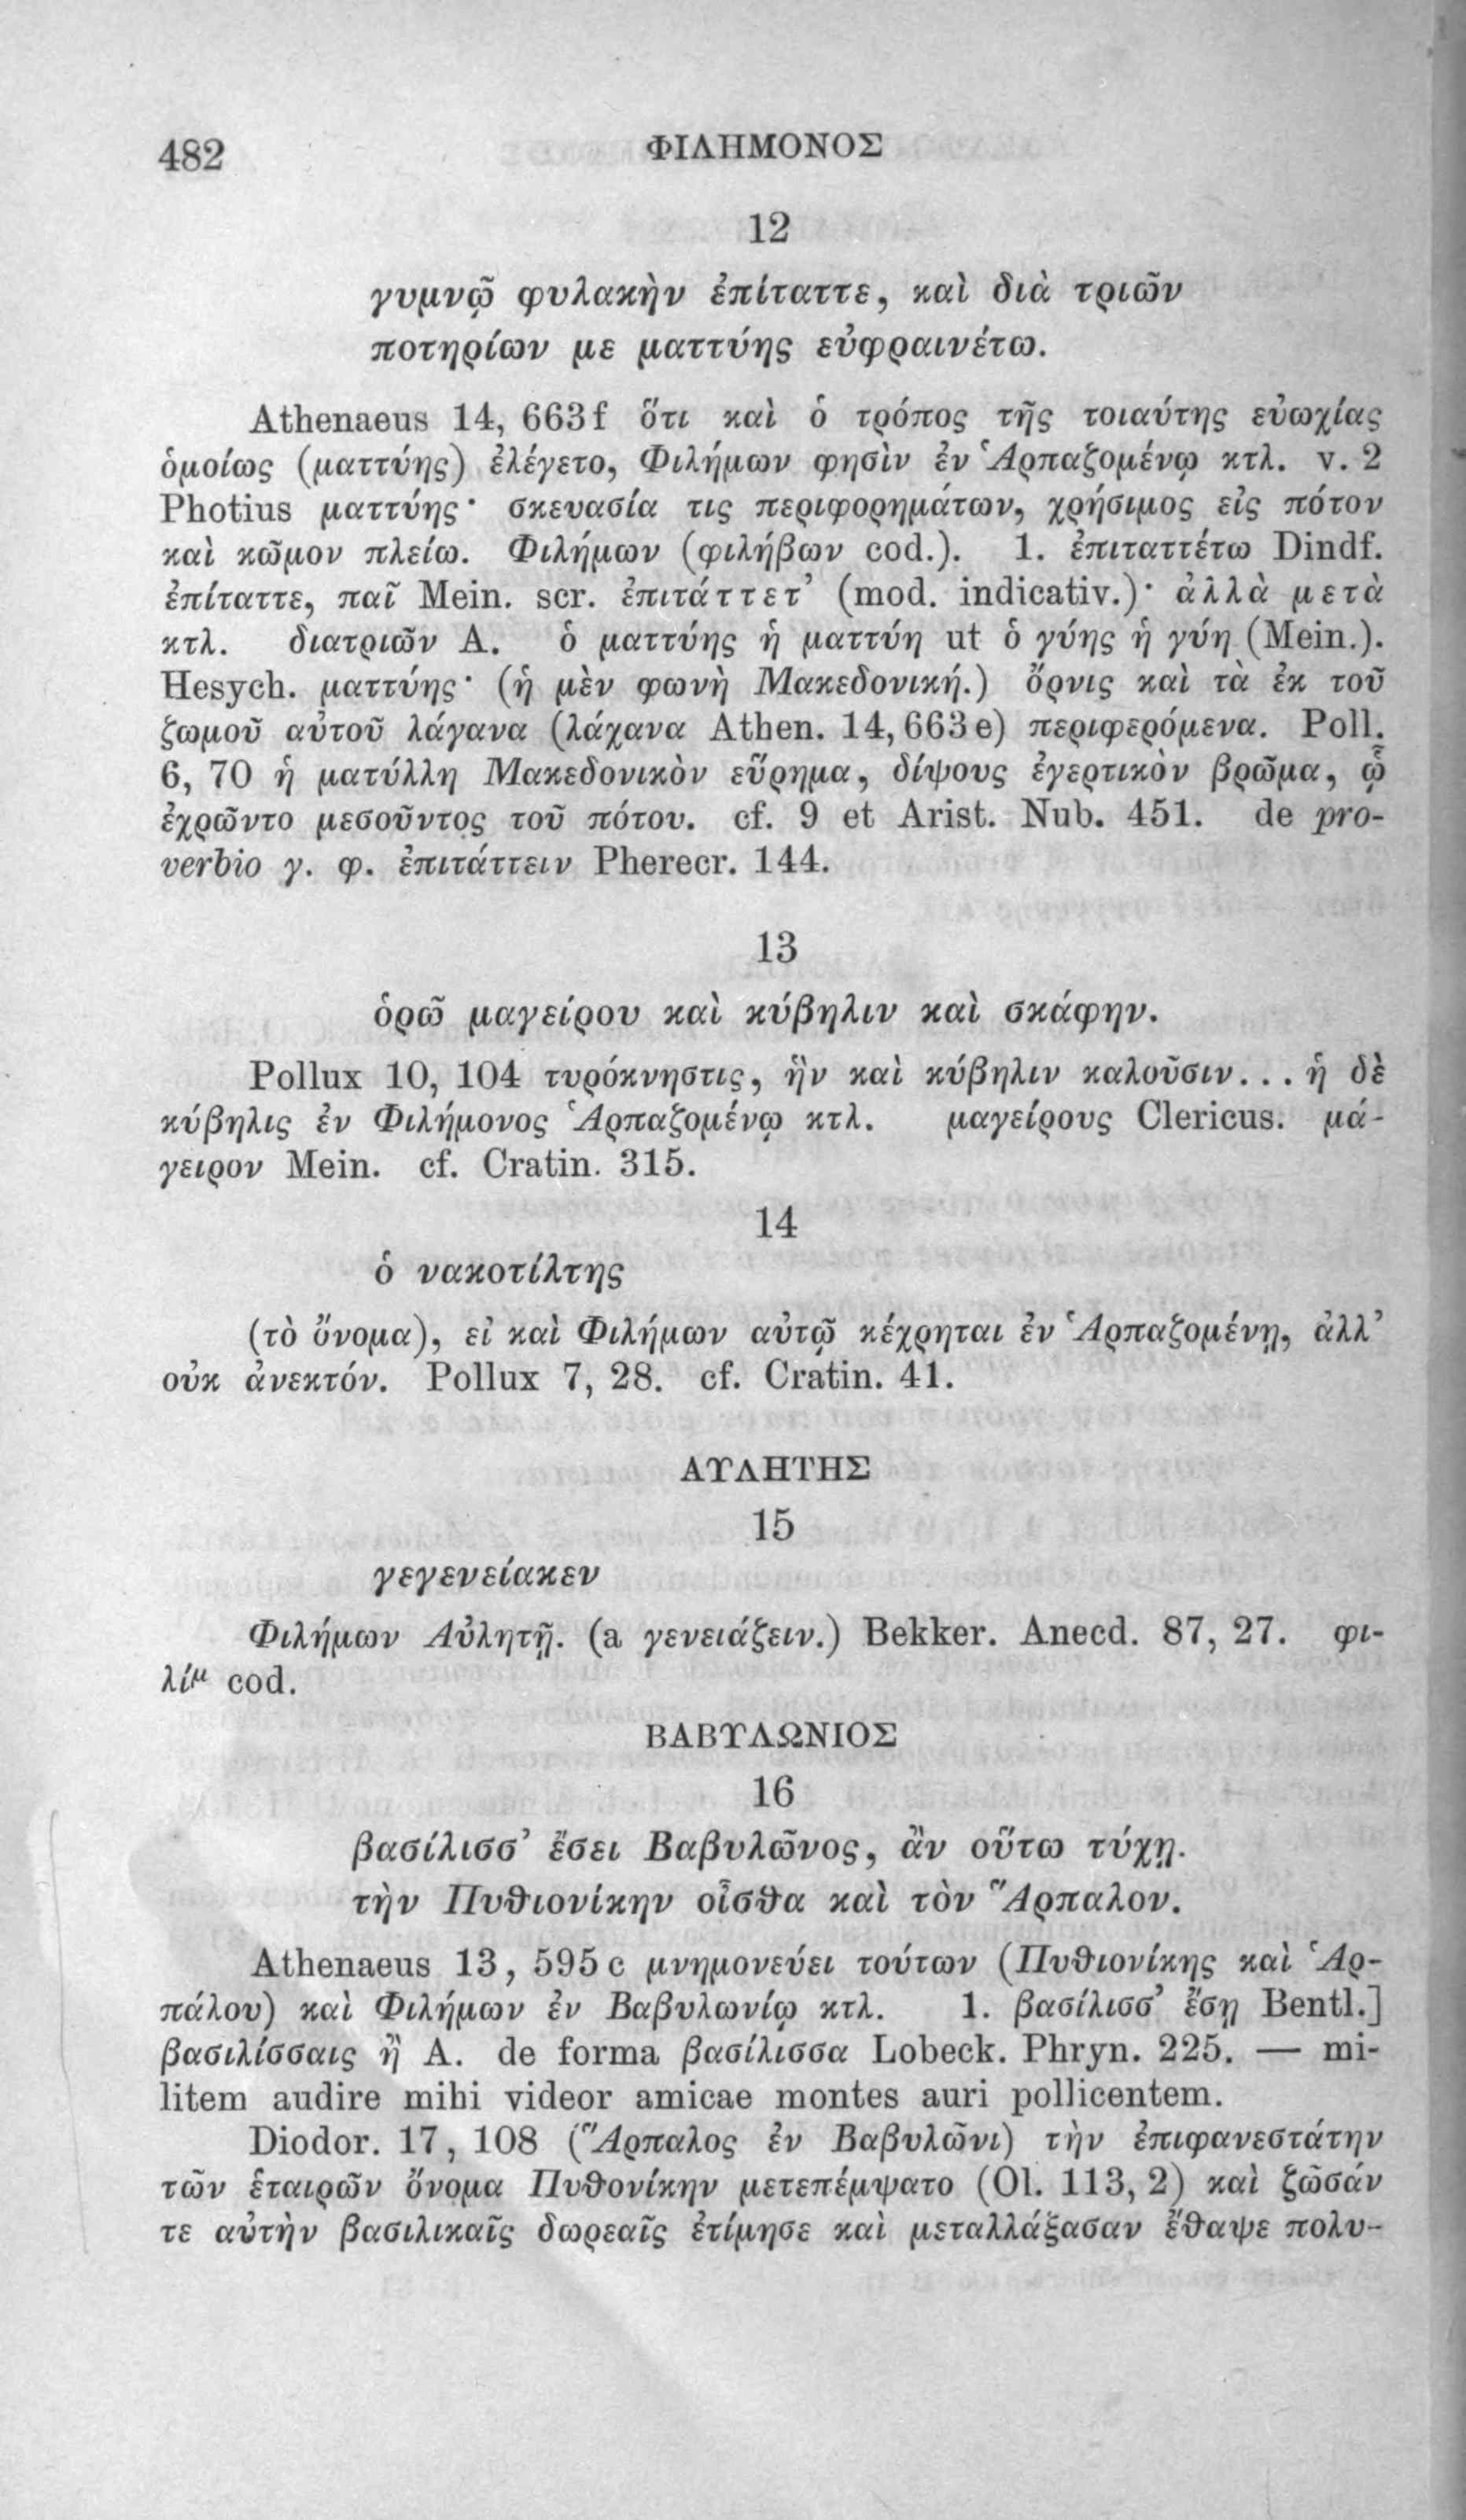 482
ΦΙΛΗΜΟΝΟΣ
12
γυμνῷ φυλακὴν ἐπίταττε, καὶ διὰ τριῶν
ποτηρίων με ματτύης εὐφραινέτω.
Athenaeus 14, 663f ὅτι καὶ ὁ τρόπος τῆς τοιαύτης εὐωχίας
ὁμοίως (ματτύης) ἐλέγετο, Φιλήμων φησὶν ἐν Ἁρπαζομένῳ κτλ. v. 2
Photius ματτύης· σκευασία τις περιφορημάτων, χρήσιμος εἰς πότον
καὶ κῶμον πλείω. Φιλήμων (φιλήβων cod.). 1. ἐπιταττέτω Dindf.
ἐπίταττε, παῖ Mein. scr. ἐπιτάττετ’ (mod. indicativ.)· ἀλλὰ μετὰ
κτλ. διατριῶν A. ὁ ματτύης ἡ ματτύη ut ὁ γύης ἡ γύη (Mein.).
Hesych. ματτύης· (ἡ μὲν φωνὴ Μακεδονική.) ὄρνις καὶ τὰ ἐκ τοῦ
ζωμοῦ αὐτοῦ λάγανα (λάχανα Athen. 14, 663 e) περιφερόμενα. Poll.
6, 70 ἡ ματύλλη Μακεδονικὸν εὕρημα, δίψους ἐγερτικὸν βρῶμα, ᾧ
ἐχρῶντο μεσοῦντος τοῦ πότου. cf. 9 et Arist. Nub. 451. de pro-
verbio γ. φ. ἐπιτάττειν Pherecr. 144.
13
ὁρῶ μαγείρου καὶ κύβηλιν καὶ σκάφην.
Pollux 10, 104 τυρόκνηστις, ἣν καὶ κύβηλιν καλοῦσιν... ἡ δὲ
κύβηλις ἐν Φιλήμονος Ἁρπαζομένῳ κτλ. μαγείρους Clericus. μά-
γειρον Mein. cf. Cratin. 315.
14
ὁ νακοτίλτης
(τὸ ὄνομα), εἰ καὶ Φιλήμων αὐτῷ κέχρηται ἐν Ἁρπαζομένῃ, ἀλλ’
οὐκ ἀνεκτόν. Pollux 7, 28. cf. Cratin. 41.
ΑΥΛΗΤΗΣ
15
γεγενείακεν
Φιλήμων Αὐλητῇ. (a γενειάζειν.) Bekker. Anecd. 87, 27. φι-
λίᵘ cod.
ΒΑΒΥΛΩΝΙΟΣ
16
βασίλισσ’ ἔσει Βαβυλῶνος, ἂν οὕτω τύχῃ.
τὴν Πυθιονίκην οἶσθα καὶ τὸν Ἅρπαλον.
Athenaeus 13, 595 c μνημονεύει τούτων (Πυθιονίκης καὶ Ἁρ-
πάλου) καὶ Φιλήμων ἐν Βαβυλωνίῳ κτλ. 1. βασίλισσ’ ἔσῃ Bentl.]
βασιλίσσαις ἢ A. de forma βασίλισσα Lobeck. Phryn. 225. — mi-
litem audire mihi videor amicae montes auri pollicentem.
Diodor. 17, 108 (Ἅρπαλος ἐν Βαβυλῶνι) τὴν ἐπιφανεστάτην
τῶν ἑταιρῶν ὄνομα Πυθονίκην μετεπέμψατο (Ol. 113, 2) καὶ ζῶσάν
τε αὐτὴν βασιλικαῖς δωρεαῖς ἐτίμησε καὶ μεταλλάξασαν ἔθαψε πολυ-